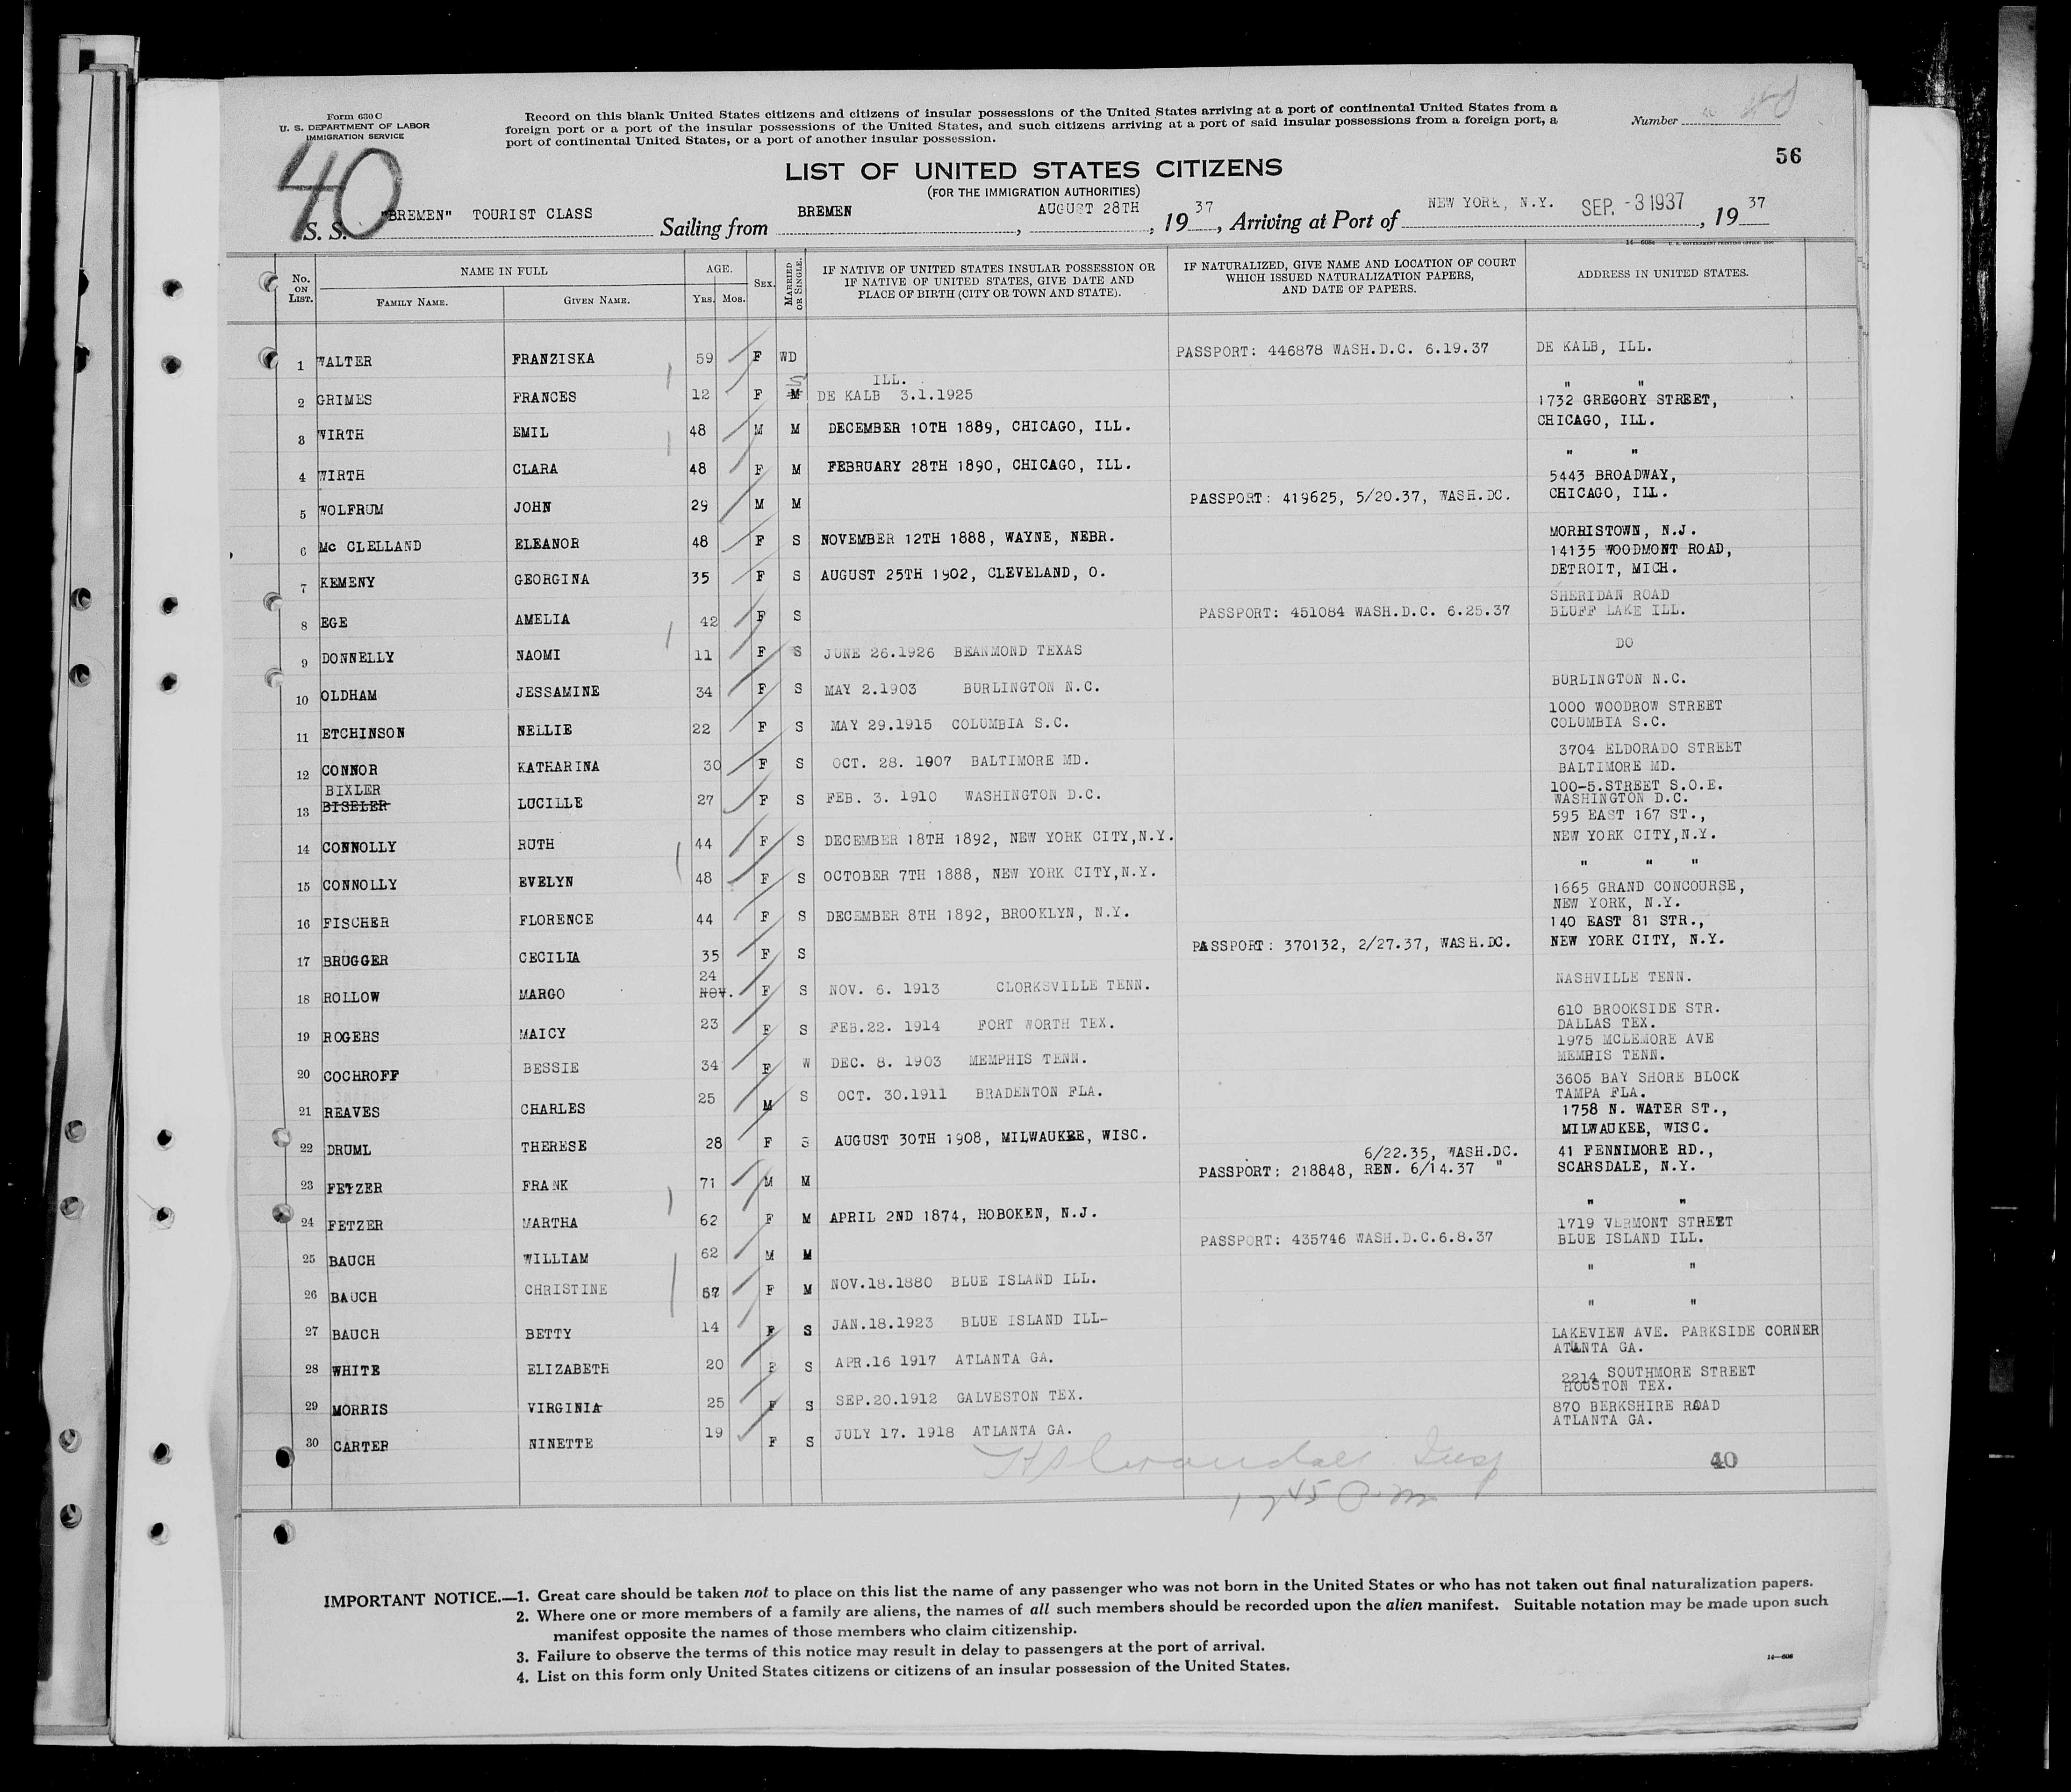 Form 630 C
U. S. DEPARTMENT OF LABOR
IMMIGRATION SERVICE
Record on this blank United States citizens and citizens of insular possessions of the United States arriving at a port of continental United States from a
foreign port or a port of the insular possessions of the United States, and such citizens arriving at a port of said insular possessions from a foreign port, a
port of continental United States, or a port of another insular possession.
Number 40 2nd
56
40
LIST OF UNITED STATES CITIZENS
(FOR THE IMMIGRATION AUTHORITIES)
S. S. "BREMEN" TOURIST CLASS Sailing from BREMEN, AUGUST 28TH, 1937, Arriving at Port of NEW YORK, N.Y. SEP. -3 1937, 1937
No. ON LIST. NAME IN FULL FAMILY NAME. GIVEN NAME. AGE. YRS. MOS. SEX. MARRIED OR SINGLE. IF NATIVE OF UNITED STATES INSULAR POSSESSION OR IF NATIVE OF UNITED STATES, GIVE DATE AND PLACE OF BIRTH (CITY OR TOWN AND STATE). IF NATURALIZED, GIVE NAME AND LOCATION OF COURT WHICH ISSUED NATURALIZATION PAPERS, AND DATE OF PAPERS. ADDRESS IN UNITED STATES.
1 WALTER FRANZISKA 59 F WD PASSPORT: 446878 WASH.D.C. 6.19.37 DE KALB, ILL.
2 GRIMES FRANCES 12 F M S DE KALB ILL. 3.1.1925 " "
3 WIRTH EMIL 48 M M DECEMBER 10TH 1889, CHICAGO, ILL. 1732 GREGORY STREET, CHICAGO, ILL.
4 WIRTH CLARA 48 F M FEBRUARY 28TH 1890, CHICAGO, ILL. " "
5 WOLFRUM JOHN 29 M M PASSPORT: 419625, 5/20.37, WASH.DC. 5443 BROADWAY, CHICAGO, ILL.
6 Mc CLELLAND ELEANOR 48 F S NOVEMBER 12TH 1888, WAYNE, NEBR. MORRISTOWN, N.J.
7 KEMENY GEORGINA 35 F S AUGUST 25TH 1902, CLEVELAND, O. 14135 WOODMONT ROAD, DETROIT, MICH.
8 EGE AMELIA 42 F S PASSPORT: 451084 WASH.D.C. 6.25.37 SHERIDAN ROAD BLUFF LAKE ILL.
9 DONNELLY NAOMI 11 F S JUNE 26.1926 BEANMOND TEXAS DO
10 OLDHAM JESSAMINE 34 F S MAY 2.1903 BURLINGTON N.C. BURLINGTON N.C.
11 ETCHINSON NELLIE 22 F S MAY 29.1915 COLUMBIA S.C. 1000 WOODROW STREET COLUMBIA S.C.
12 CONNOR KATHARINA 30 F S OCT. 28. 1907 BALTIMORE MD. 3704 ELDORADO STREET BALTIMORE MD.
13 BIXLER BISELER LUCILLE 27 F S FEB. 3. 1910 WASHINGTON D.C. 100-5.STREET S.O.E. WASHINGTON D.C.
14 CONNOLLY RUTH 44 F S DECEMBER 18TH 1892, NEW YORK CITY,N.Y. 595 EAST 167 ST., NEW YORK CITY,N.Y.
15 CONNOLLY EVELYN 48 F S OCTOBER 7TH 1888, NEW YORK CITY,N.Y. " " "
16 FISCHER FLORENCE 44 F S DECEMBER 8TH 1892, BROOKLYN, N.Y. 1665 GRAND CONCOURSE, NEW YORK, N.Y.
17 BRUGGER CECILIA 35 F S PASSPORT: 370132, 2/27.37, WASH.DC. 140 EAST 81 STR., NEW YORK CITY, N.Y.
18 ROLLOW MARGO 24 NOV. F S NOV. 6. 1913 CLORKSVILLE TENN. NASHVILLE TENN.
19 ROGERS MAICY 23 F S FEB.22. 1914 FORT WORTH TEX. 610 BROOKSIDE STR. DALLAS TEX.
20 COCHROFF BESSIE 34 F W DEC. 8. 1903 MEMPHIS TENN. 1975 MCLEMORE AVE MEMPIS TENN.
21 REAVES CHARLES 25 M S OCT. 30.1911 BRADENTON FLA. 3605 BAY SHORE BLOCK TAMPA FLA.
22 DRUML THERESE 28 F S AUGUST 30TH 1908, MILWAUKEE, WISC. 1758 N. WATER ST., MILWAUKEE, WISC.
23 FETZER FRANK 71 M M PASSPORT: 218848, 6/22.35, WASH.DC. REN. 6/14.37 " 41 FENNIMORE RD., SCARSDALE, N.Y.
24 FETZER MARTHA 62 F M APRIL 2ND 1874, HOBOKEN, N.J. " "
25 BAUCH WILLIAM 62 M M PASSPORT: 435746 WASH.D.C.6.8.37 1719 VERMONT STREET BLUE ISLAND ILL.
26 BAUCH CHRISTINE 57 F M NOV.18.1880 BLUE ISLAND ILL. " "
27 BAUCH BETTY 14 F S JAN.18.1923 BLUE ISLAND ILL- " "
28 WHITE ELIZABETH 20 F S APR.16 1917 ATLANTA GA. LAKEVIEW AVE. PARKSIDE CORNER ATLANTA GA.
29 MORRIS VIRGINIA 25 F S SEP.20.1912 GALVESTON TEX. 2214 SOUTHMORE STREET HOUSTON TEX.
30 CARTER NINETTE 19 F S JULY 17. 1918 ATLANTA GA. 870 BERKSHIRE ROAD ATLANTA GA.
Insp
40
45 P.m
IMPORTANT NOTICE.—1. Great care should be taken not to place on this list the name of any passenger who was not born in the United States or who has not taken out final naturalization papers.
2. Where one or more members of a family are aliens, the names of all such members should be recorded upon the alien manifest. Suitable notation may be made upon such
manifest opposite the names of those members who claim citizenship.
3. Failure to observe the terms of this notice may result in delay to passengers at the port of arrival.
4. List on this form only United States citizens or citizens of an insular possession of the United States.
14—606